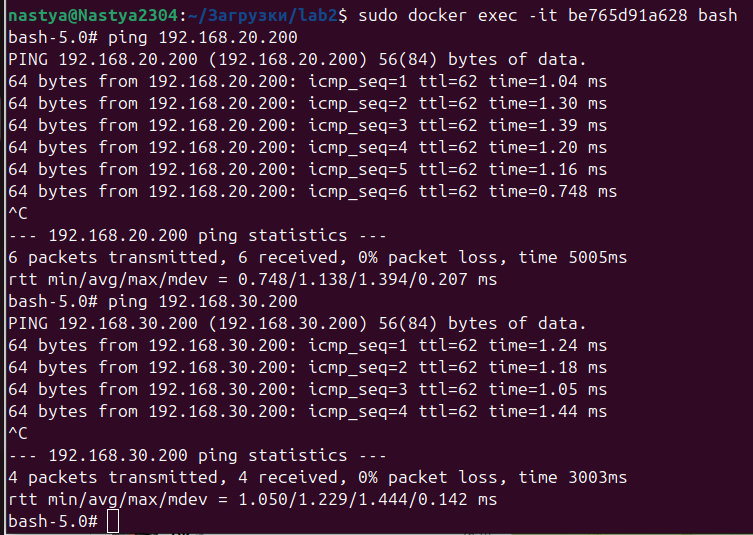 nastya@Nastya2304:~/Загрузки/lab2$ sudo docker exec -it be765d91a628 bash
bash-5.0# ping 192.168.20.200
PING 192.168.20.200 (192.168.20.200) 56(84) bytes of data.
64 bytes from 192.168.20.200: icmp_seq=1 ttl=62 time=1.04 ms
64 bytes from 192.168.20.200: icmp_seq=2 ttl=62 time=1.30 ms
64 bytes from 192.168.20.200: icmp_seq=3 ttl=62 time=1.39 ms
64 bytes from 192.168.20.200: icmp_seq=4 ttl=62 time=1.20 ms
64 bytes from 192.168.20.200: icmp_seq=5 ttl=62 time=1.16 ms
64 bytes from 192.168.20.200: icmp_seq=6 ttl=62 time=0.748 ms
^C
--- 192.168.20.200 ping statistics ---
6 packets transmitted, 6 received, 0% packet loss, time 5005ms
rtt min/avg/max/mdev = 0.748/1.138/1.394/0.207 ms
bash-5.0# ping 192.168.30.200
PING 192.168.30.200 (192.168.30.200) 56(84) bytes of data.
64 bytes from 192.168.30.200: icmp_seq=1 ttl=62 time=1.24 ms
64 bytes from 192.168.30.200: icmp_seq=2 ttl=62 time=1.18 ms
64 bytes from 192.168.30.200: icmp_seq=3 ttl=62 time=1.05 ms
64 bytes from 192.168.30.200: icmp_seq=4 ttl=62 time=1.44 ms
^C
--- 192.168.30.200 ping statistics ---
4 packets transmitted, 4 received, 0% packet loss, time 3003ms
rtt min/avg/max/mdev = 1.050/1.229/1.444/0.142 ms
bash-5.0#